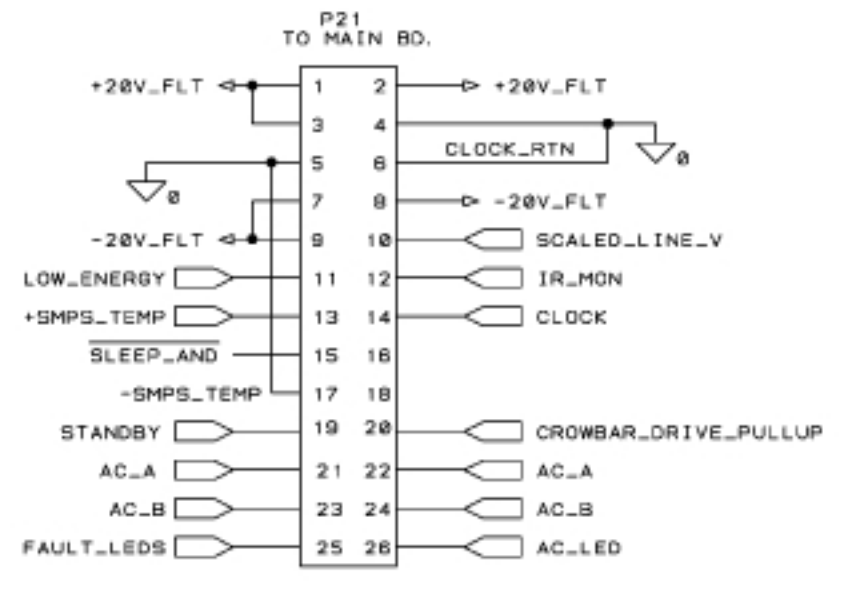 P21
TO MAIN BD.
+20V_FLT 1 2 +20V_FLT
3 4
5 6 CLOCK_RTN
0 0
7 8 -20V_FLT
-20V_FLT 9 10 SCALED_LINE_V
LOW_ENERGY 11 12 IR_MON
+SMPS_TEMP 13 14 CLOCK
SLEEP_AND 15 16
-SMPS_TEMP 17 18
STANDBY 19 20 CROWBAR_DRIVE_PULLUP
AC_A 21 22 AC_A
AC_B 23 24 AC_B
FAULT_LEDS 25 26 AC_LED